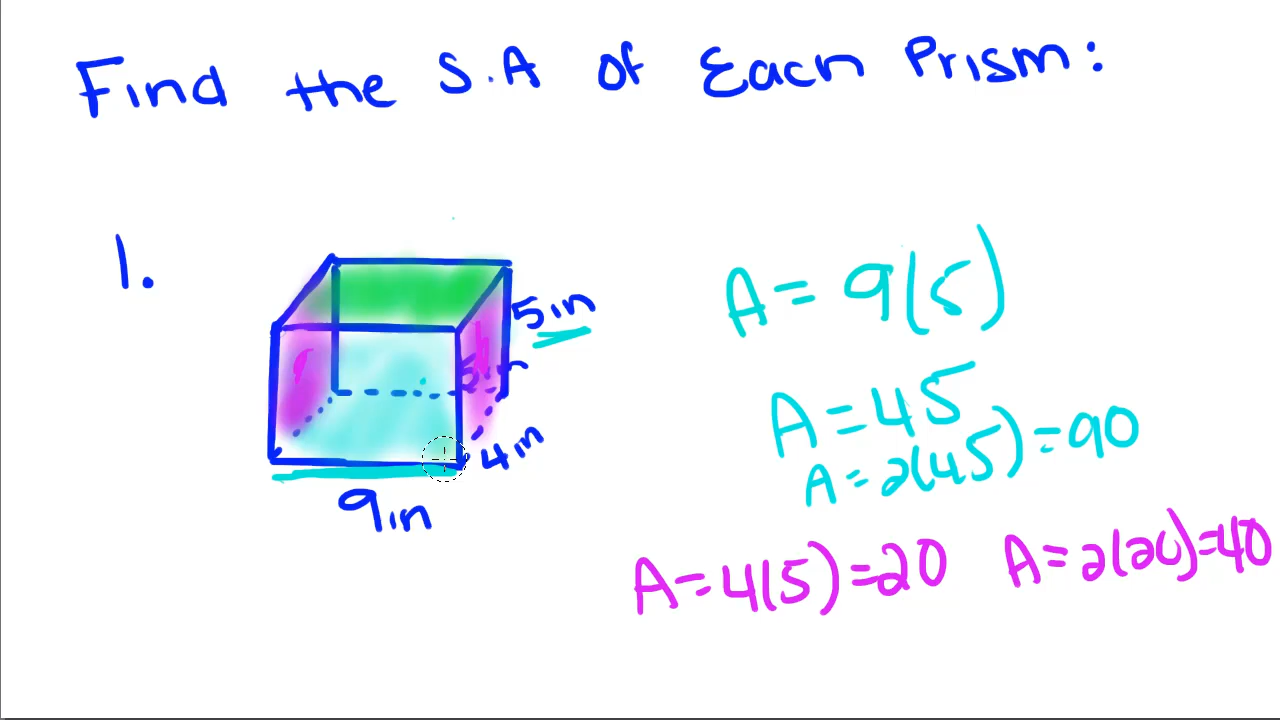 Find the S.A of Each Prism:
1.
5in
5in
4in
9in
A = 9(5)
A = 45
A = 2(45) = 90
A = 4(5) = 20
A = 2(20) = 40